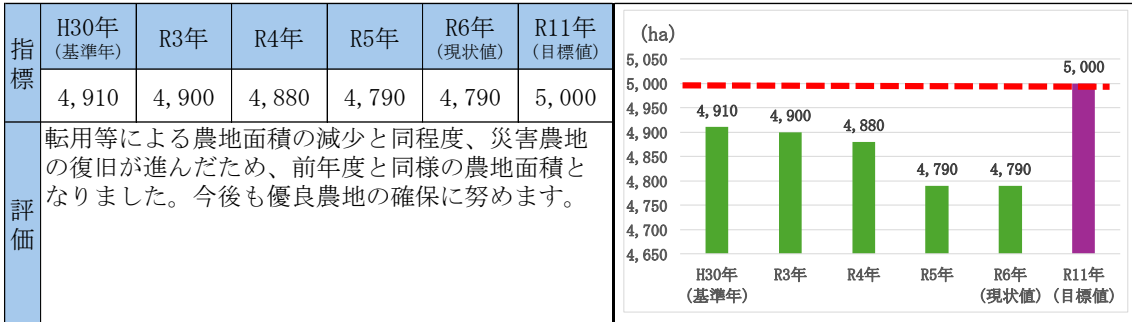 指標
H30年 R3年 R4年 R5年 R6年 R11年
(基準年) (現状値) (目標値)
4,910 4,900 4,880 4,790 4,790 5,000
評価
転用等による農地面積の減少と同程度、災害農地
の復旧が進んだため、前年度と同様の農地面積と
なりました。今後も優良農地の確保に努めます。
(ha)
5,050
5,000
4,950
4,900
4,850
4,800
4,750
4,700
4,650
4,910 4,900 4,880 4,790 4,790 5,000
H30年 R3年 R4年 R5年 R6年 R11年
(基準年) (現状値) (目標値)